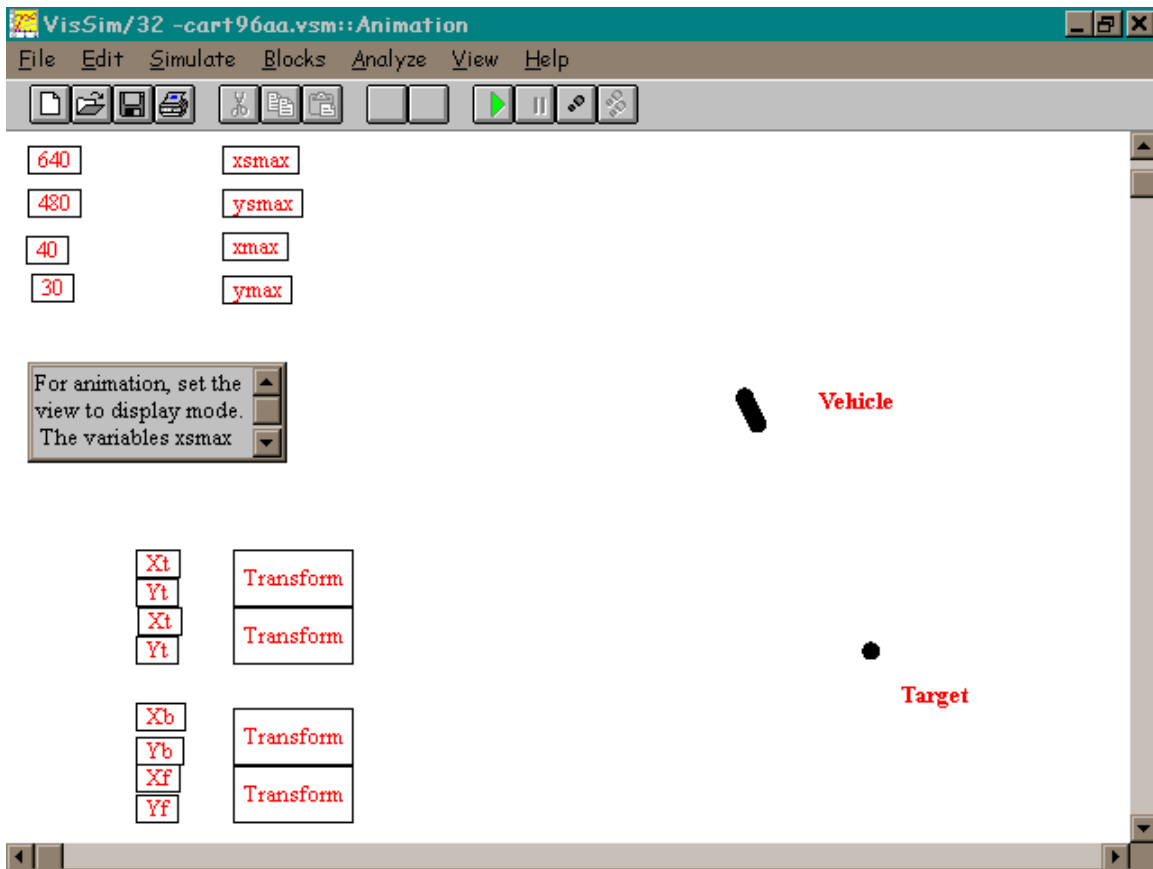 VisSim/32 -cart96aa.vsm::Animation
File Edit Simulate Blocks Analyze View Help
640 xsmax
480 ysmax
40 xmax
30 ymax
For animation, set the
view to display mode.
The variables xsmax
Vehicle
Xt
Yt
Transform
Xt
Yt
Transform
Target
Xb
Yb
Transform
Xf
Yf
Transform